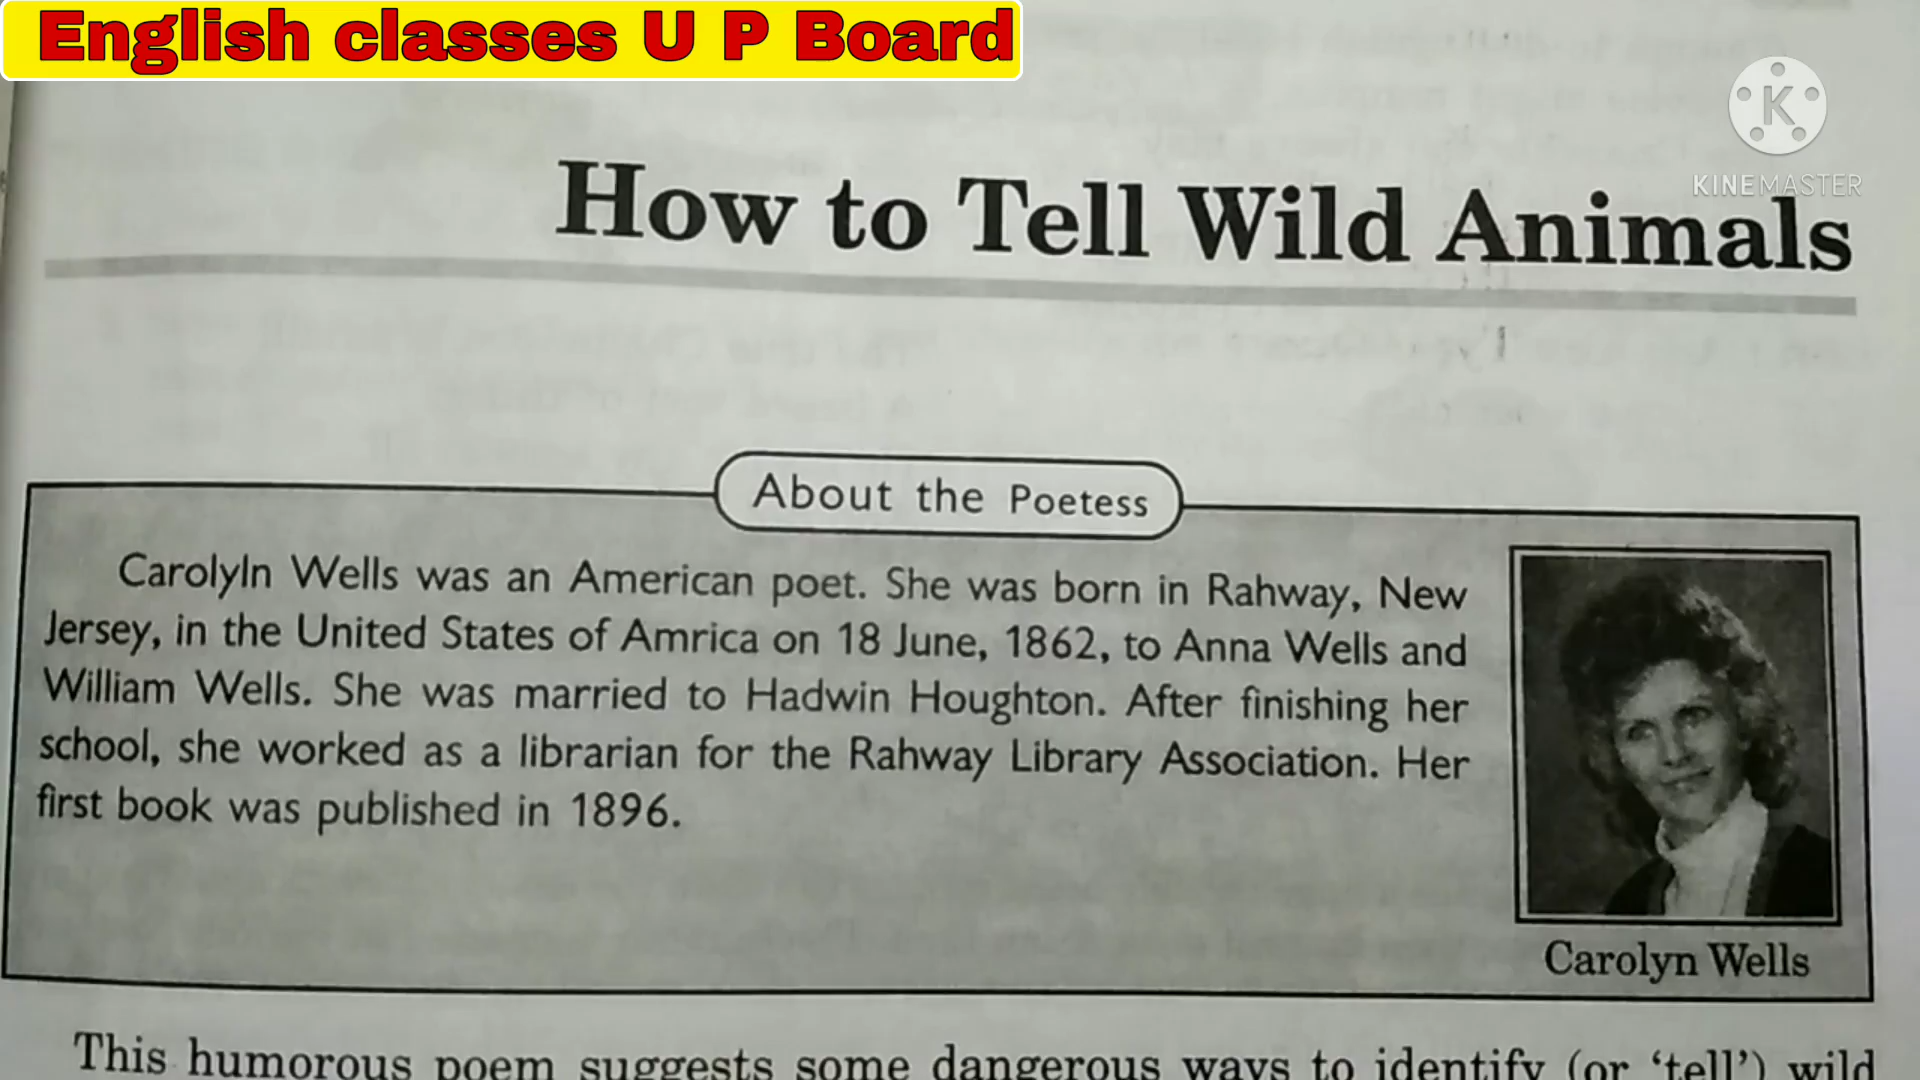 English classes U P Board
K
KINEMASTER
How to Tell Wild Animals
About the Poetess
Carolyln Wells was an American poet. She was born in Rahway, New
Jersey, in the United States of Amrica on 18 June, 1862, to Anna Wells and
William Wells. She was married to Hadwin Houghton. After finishing her
school, she worked as a librarian for the Rahway Library Association. Her
first book was published in 1896.
Carolyn Wells
This humorous poem suggests some dangerous ways to identify (or ‘tell’) wild